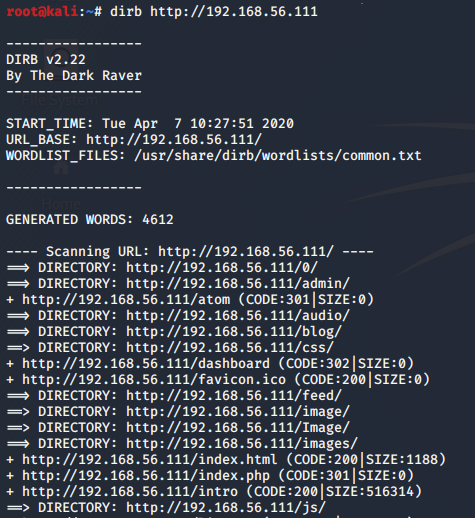 root@kali:~# dirb http://192.168.56.111
-----------------
DIRB v2.22
By The Dark Raver
-----------------
START_TIME: Tue Apr  7 10:27:51 2020
URL_BASE: http://192.168.56.111/
WORDLIST_FILES: /usr/share/dirb/wordlists/common.txt
-----------------
GENERATED WORDS: 4612
---- Scanning URL: http://192.168.56.111/ ----
==> DIRECTORY: http://192.168.56.111/0/
==> DIRECTORY: http://192.168.56.111/admin/
+ http://192.168.56.111/atom (CODE:301|SIZE:0)
==> DIRECTORY: http://192.168.56.111/audio/
==> DIRECTORY: http://192.168.56.111/blog/
==> DIRECTORY: http://192.168.56.111/css/
+ http://192.168.56.111/dashboard (CODE:302|SIZE:0)
+ http://192.168.56.111/favicon.ico (CODE:200|SIZE:0)
==> DIRECTORY: http://192.168.56.111/feed/
==> DIRECTORY: http://192.168.56.111/image/
==> DIRECTORY: http://192.168.56.111/Image/
==> DIRECTORY: http://192.168.56.111/images/
+ http://192.168.56.111/index.html (CODE:200|SIZE:1188)
+ http://192.168.56.111/index.php (CODE:301|SIZE:0)
+ http://192.168.56.111/intro (CODE:200|SIZE:516314)
==> DIRECTORY: http://192.168.56.111/js/